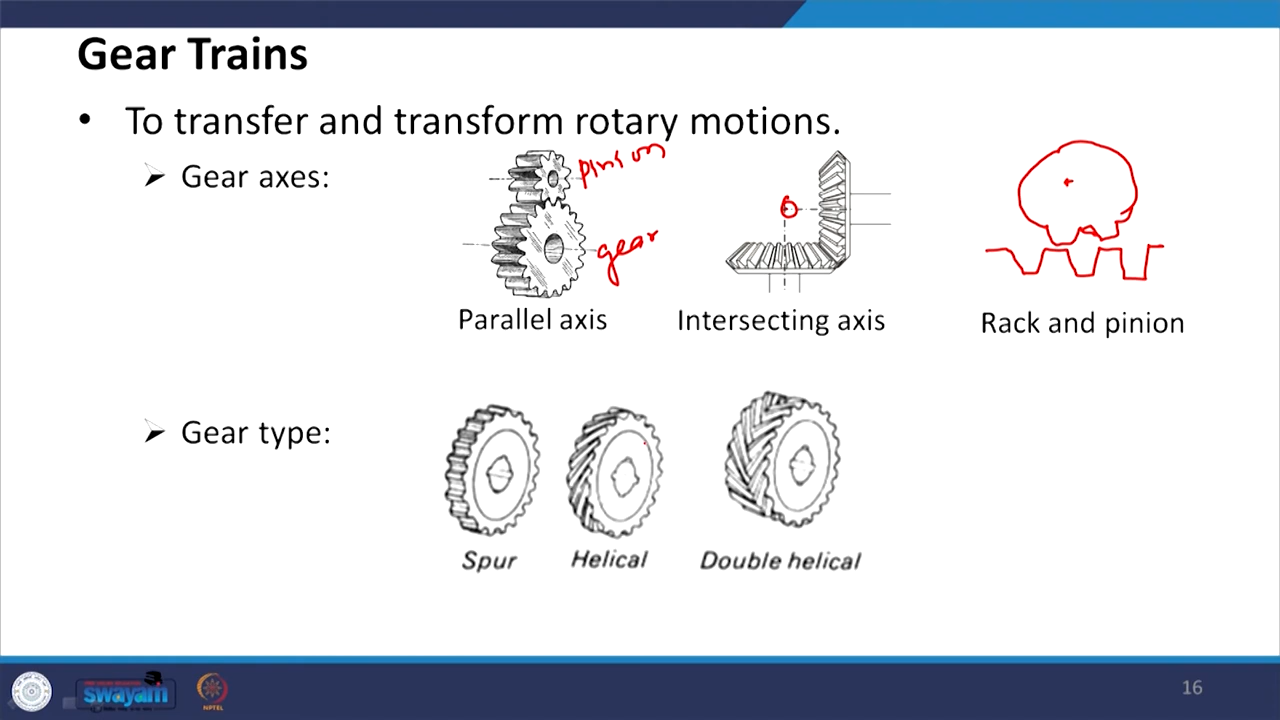 Gear Trains
• To transfer and transform rotary motions.
➢ Gear axes:
pinion
gear
Parallel axis
Intersecting axis
Rack and pinion
➢ Gear type:
Spur
Helical
Double helical
swayam
NPTEL
16